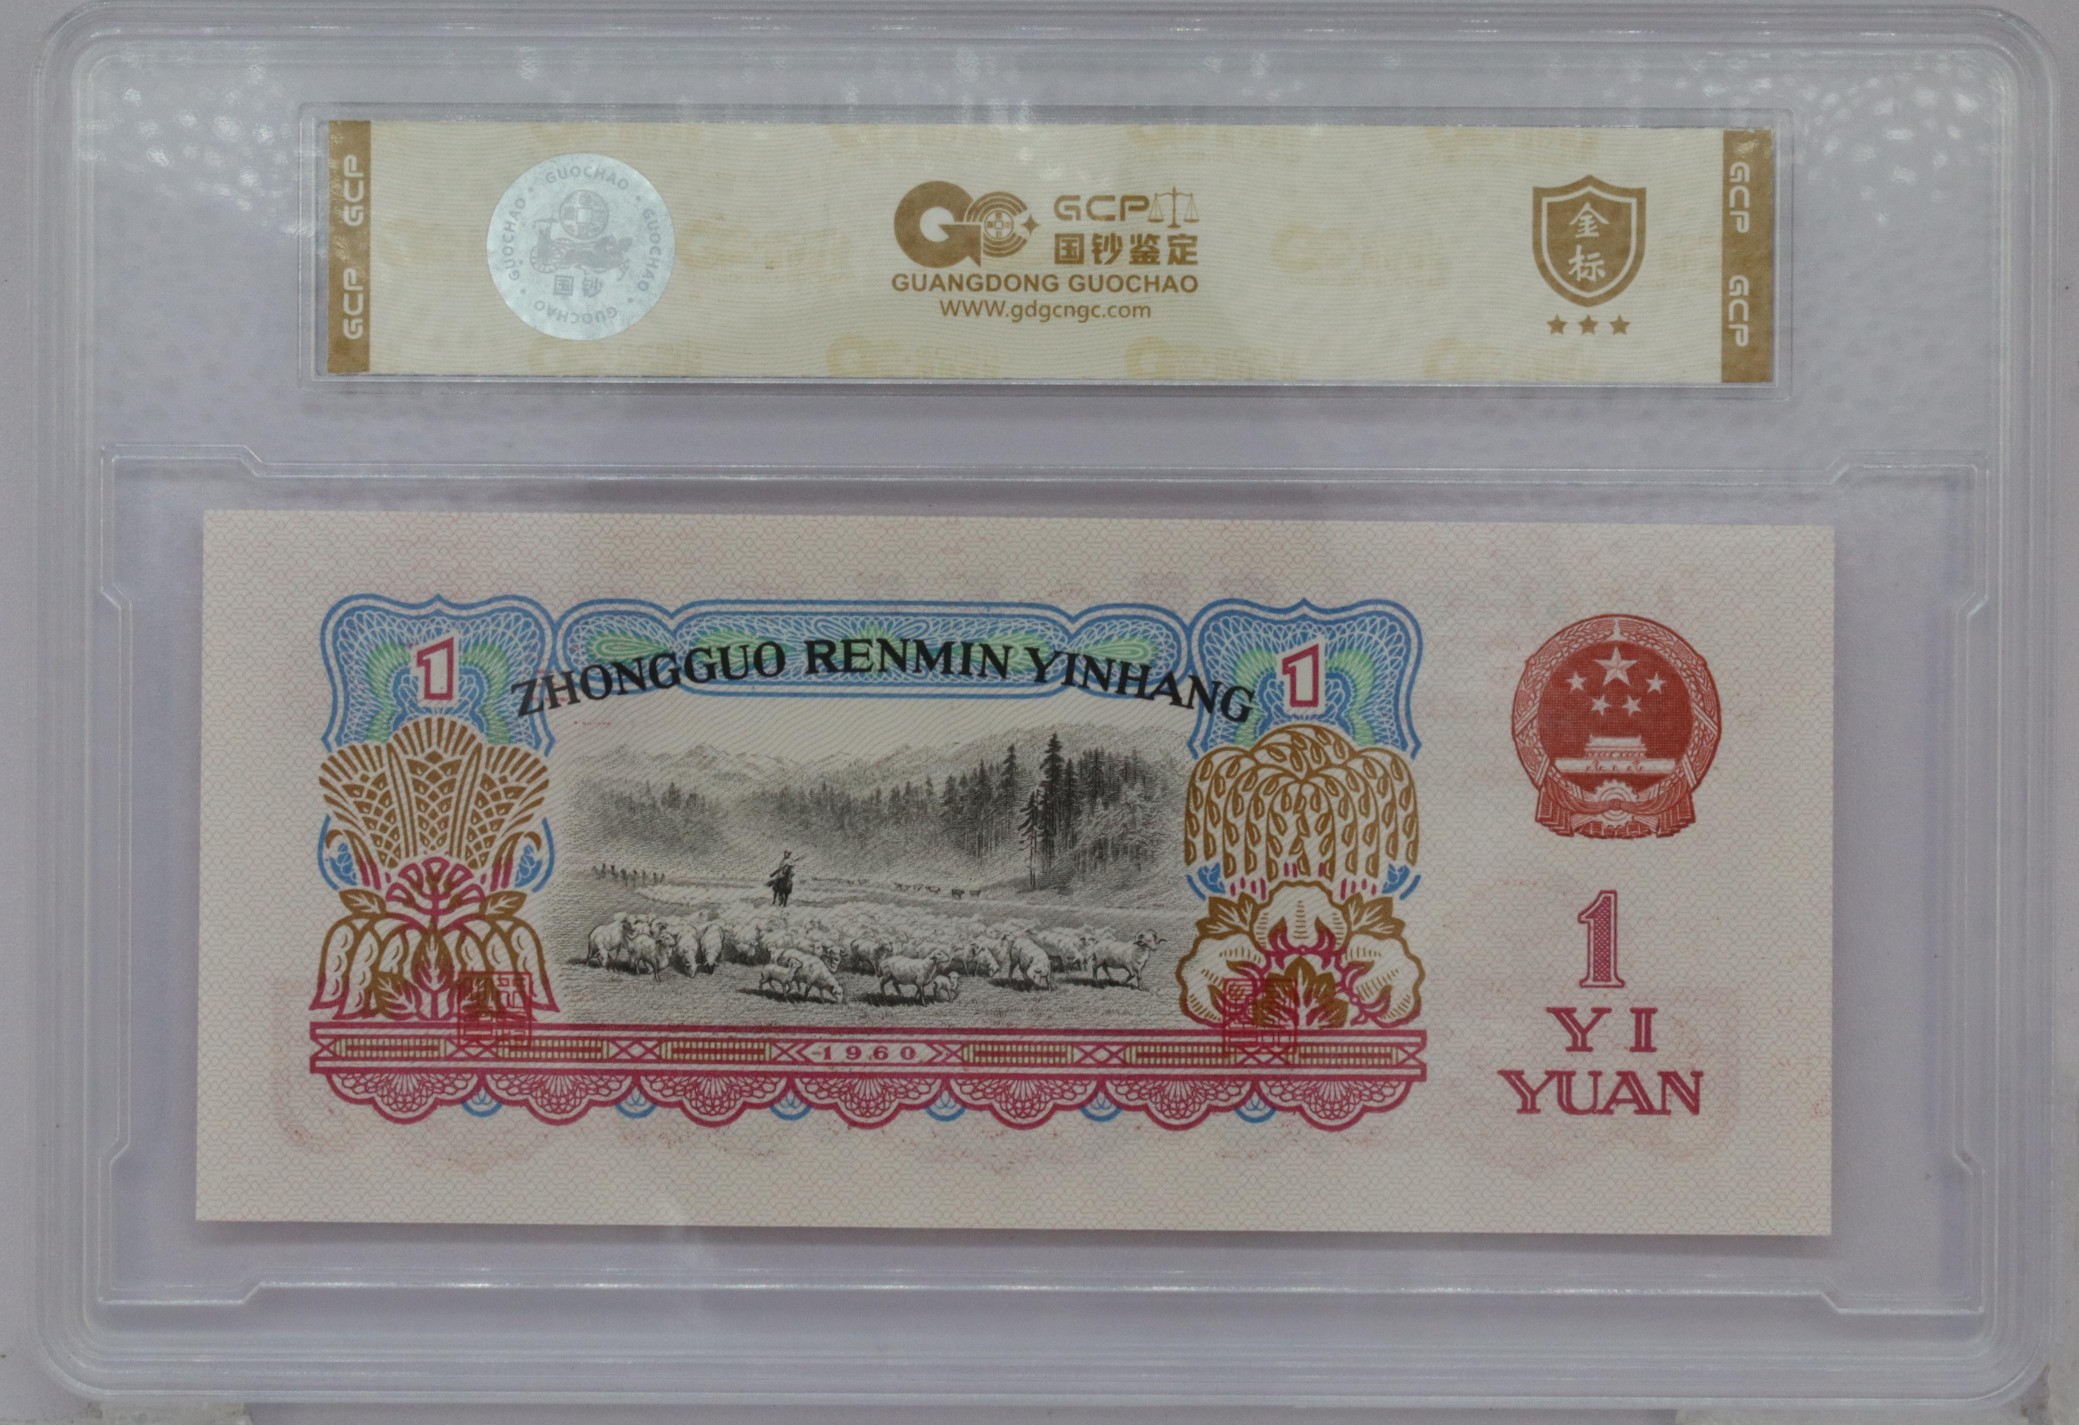 GCP GCP
GUOCHAO · GUOCHAO · GUOCHAO · GUOCHAO
国钞
GCP
国钞鉴定
GUANGDONG GUOCHAO
WWW.gdgcngc.com
金
标
GCP GCP
1
ZHONGGUO RENMIN YINHANG
1
1
YI
YUAN
1960